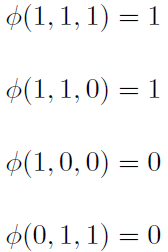 ϕ(1, 1, 1) = 1
ϕ(1, 1, 0) = 1
ϕ(1, 0, 0) = 0
ϕ(0, 1, 1) = 0